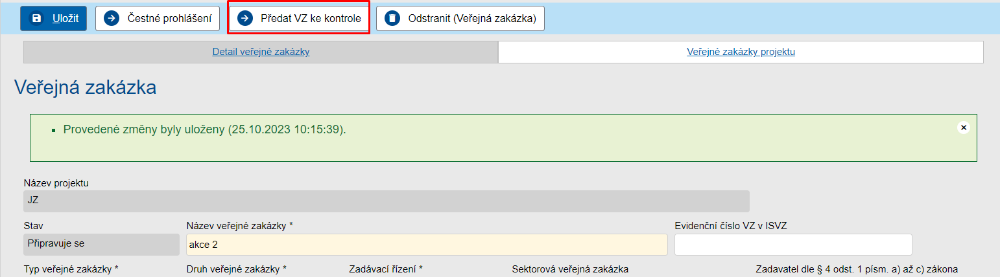 Uložit Čestné prohlášení Předat VZ ke kontrole Odstranit (Veřejná zakázka)
Detail veřejné zakázky Veřejné zakázky projektu
Veřejná zakázka
Provedené změny byly uloženy (25.10.2023 10:15:39).
Název projektu
JZ
Stav Název veřejné zakázky * Evidenční číslo VZ v ISVZ
Připravuje se akce 2
Typ veřejné zakázky * Druh veřejné zakázky * Zadávací řízení * Sektorová veřejná zakázka Zadavatel dle § 4 odst. 1 písm. a) až c) zákona